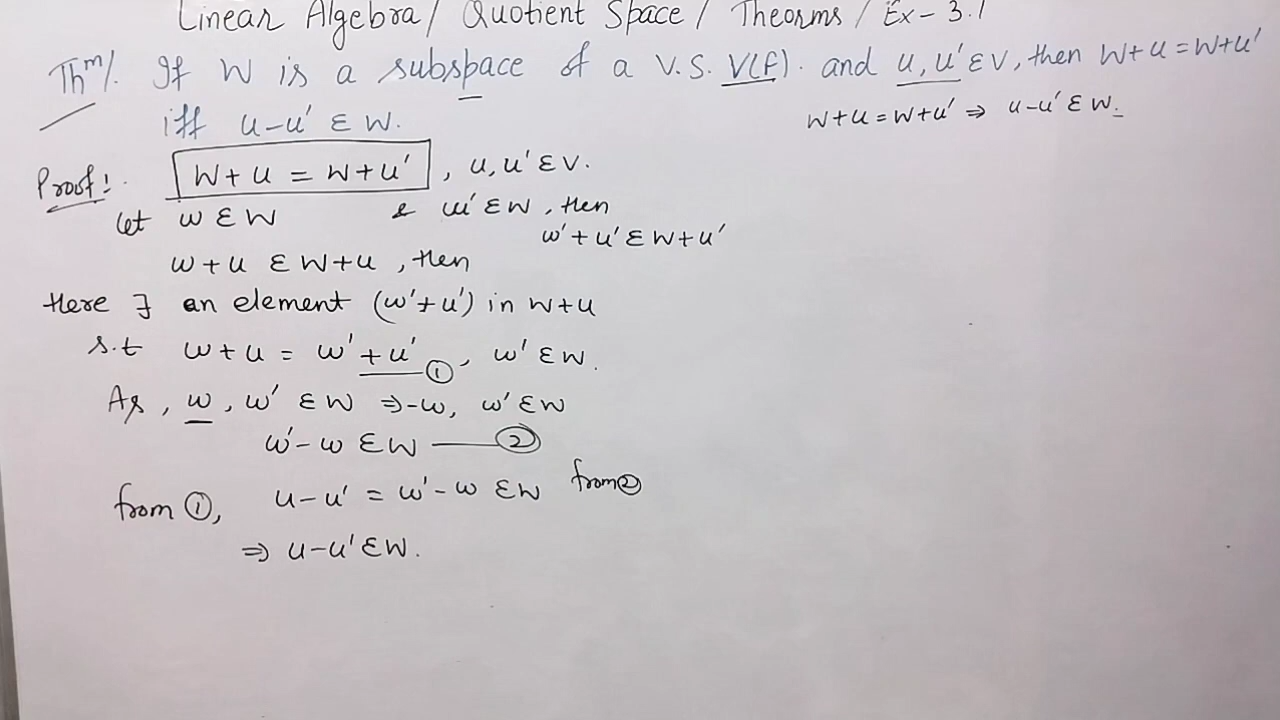 Linear Algebra / Quotient Space / Theorms / Ex - 3.1
Thm/. If W is a subspace of a V.S. V(F). and u, u' ε V, then W+u = W+u'
iff u-u' ε W.
W+u = W+u' ⇒ u-u' ε W.
Proof:. W+u = W+u' , u, u' ε V.
let w ε W & w' ε W, then
w'+u' ε W+u'
w+u ε W+u , then
there ∃ an element (w'+u') in W+u
s.t w+u = w'+u' ①, w' ε W.
As, w, w' ε W ⇒ -w, w' ε W
w'-w ε W — ②
from ①, u-u' = w'-w ε W from ②
⇒ u-u' ε W.